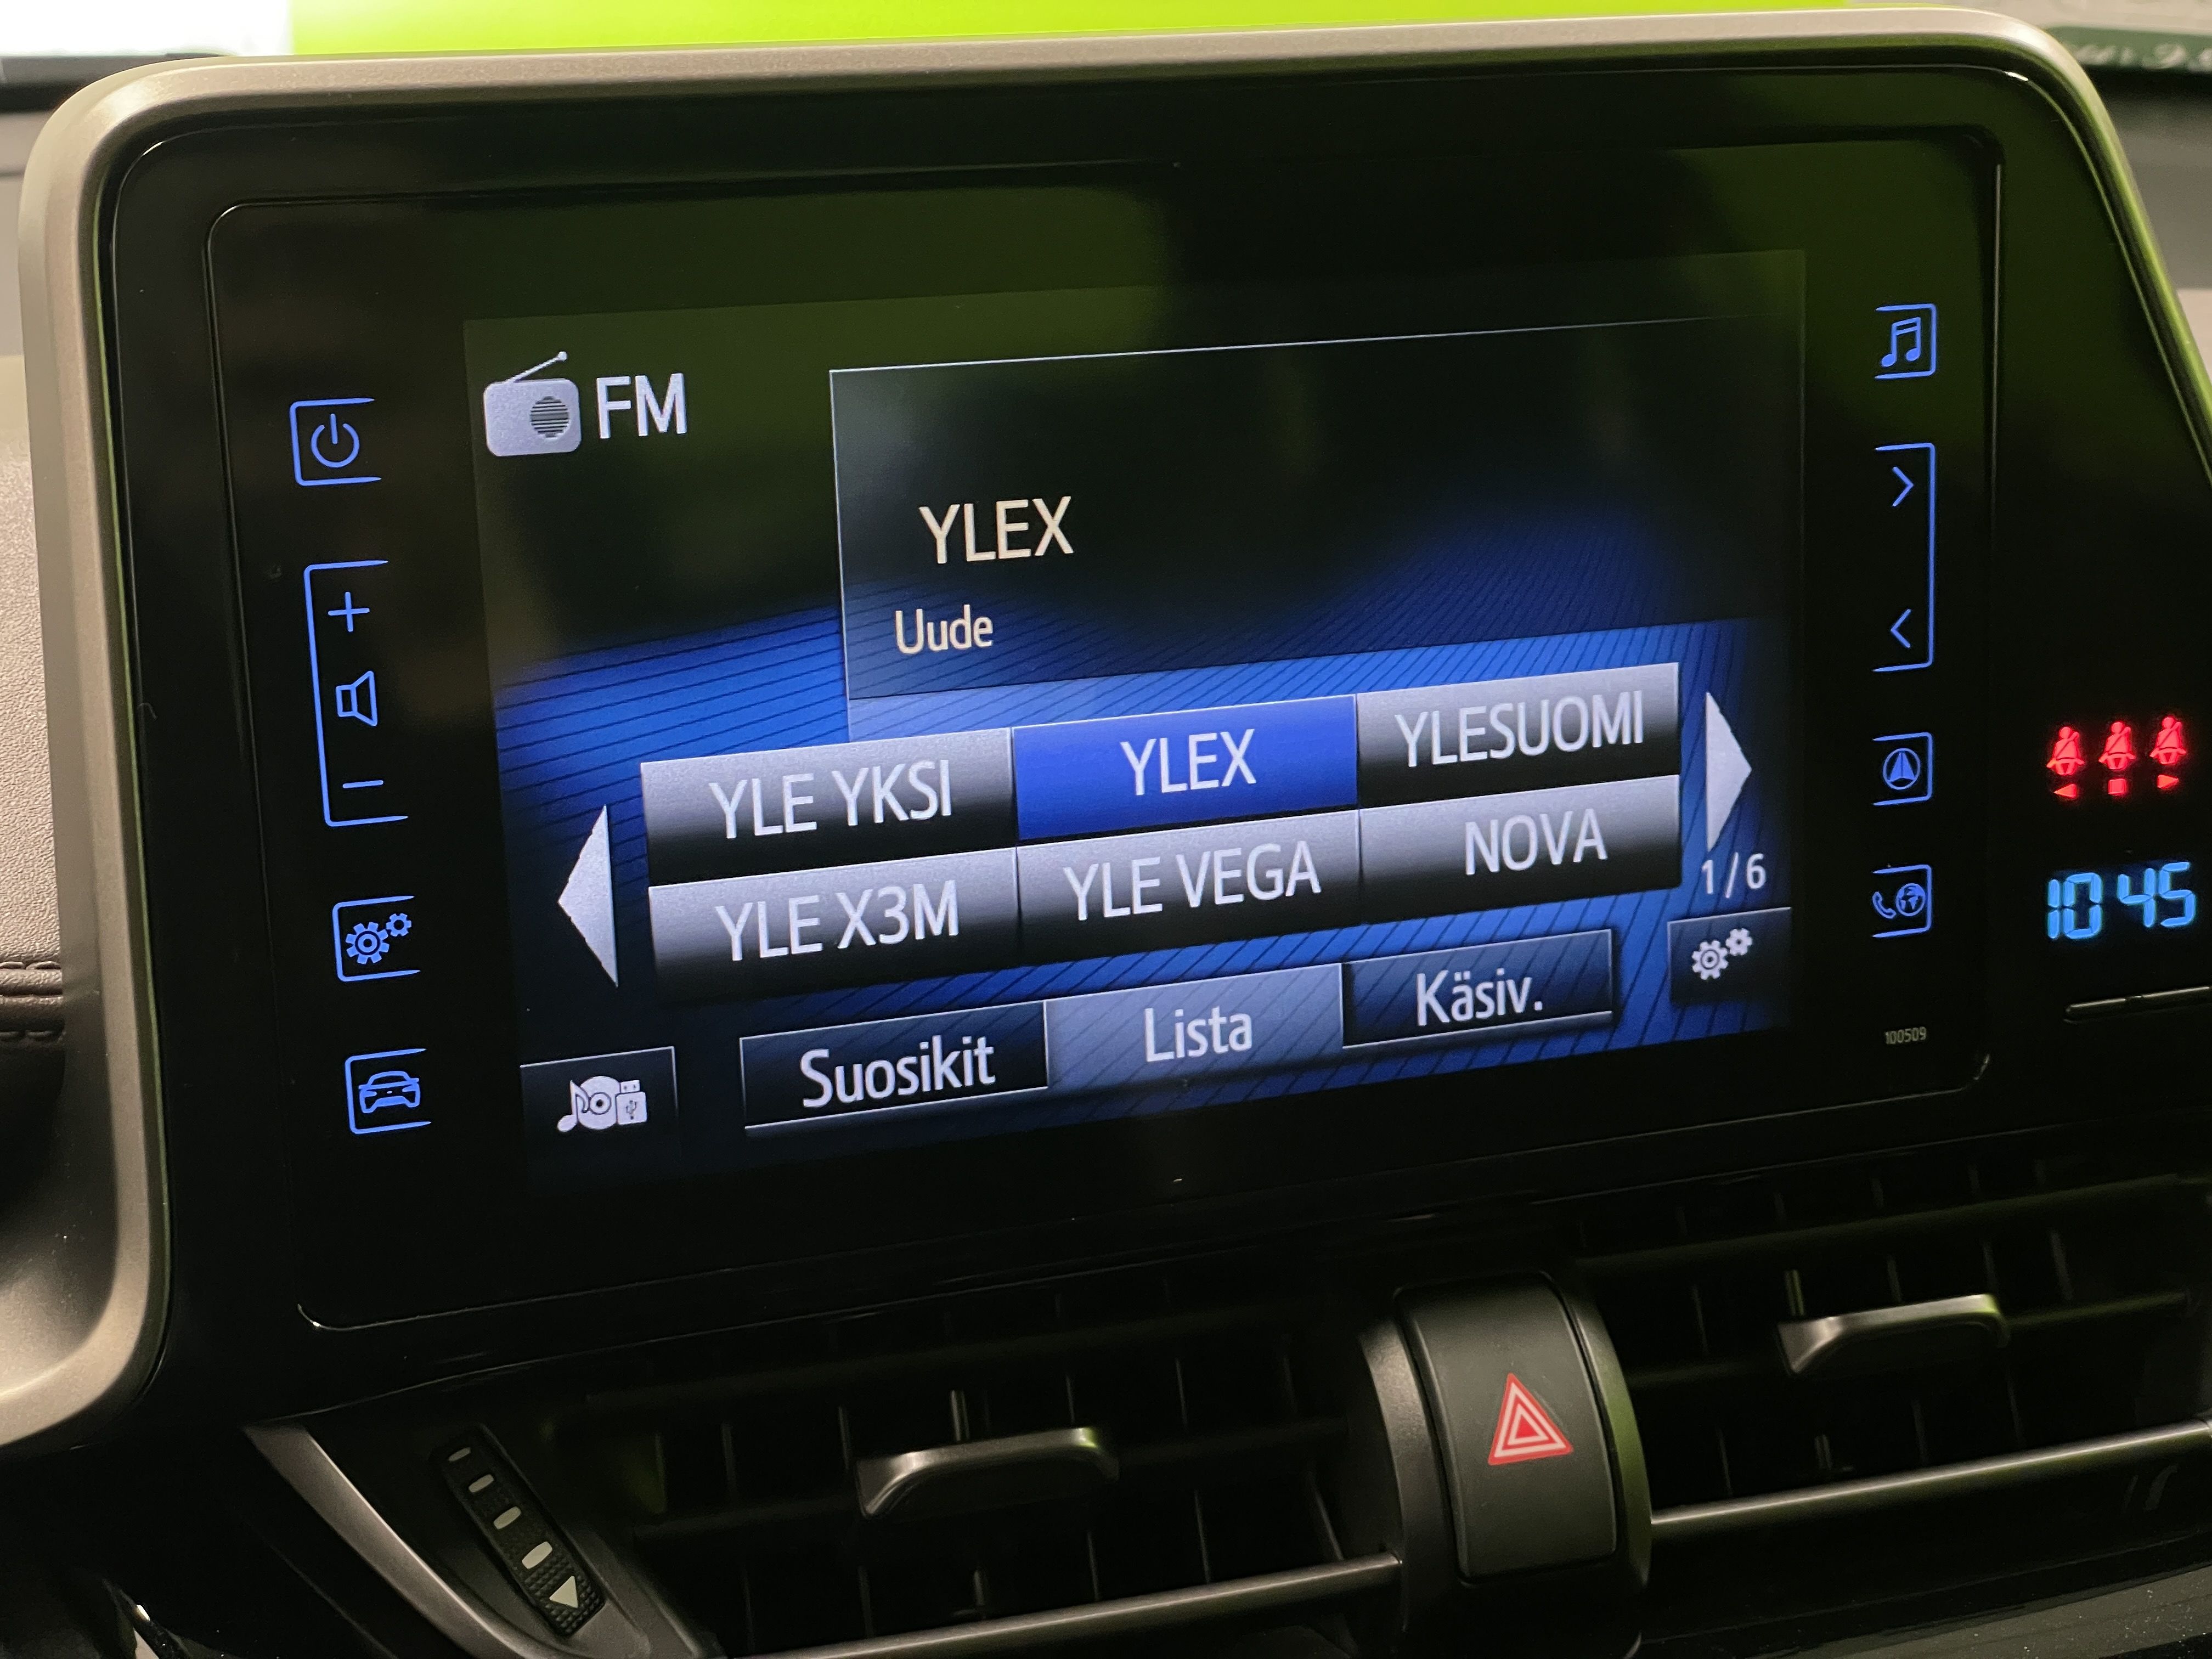 FM
YLEX
Uude
YLE YKSI
YLEX
YLESUOMI
YLE X3M
YLE VEGA
NOVA
1/6
Suosikit
Lista
Käsiv.
10 45
100509